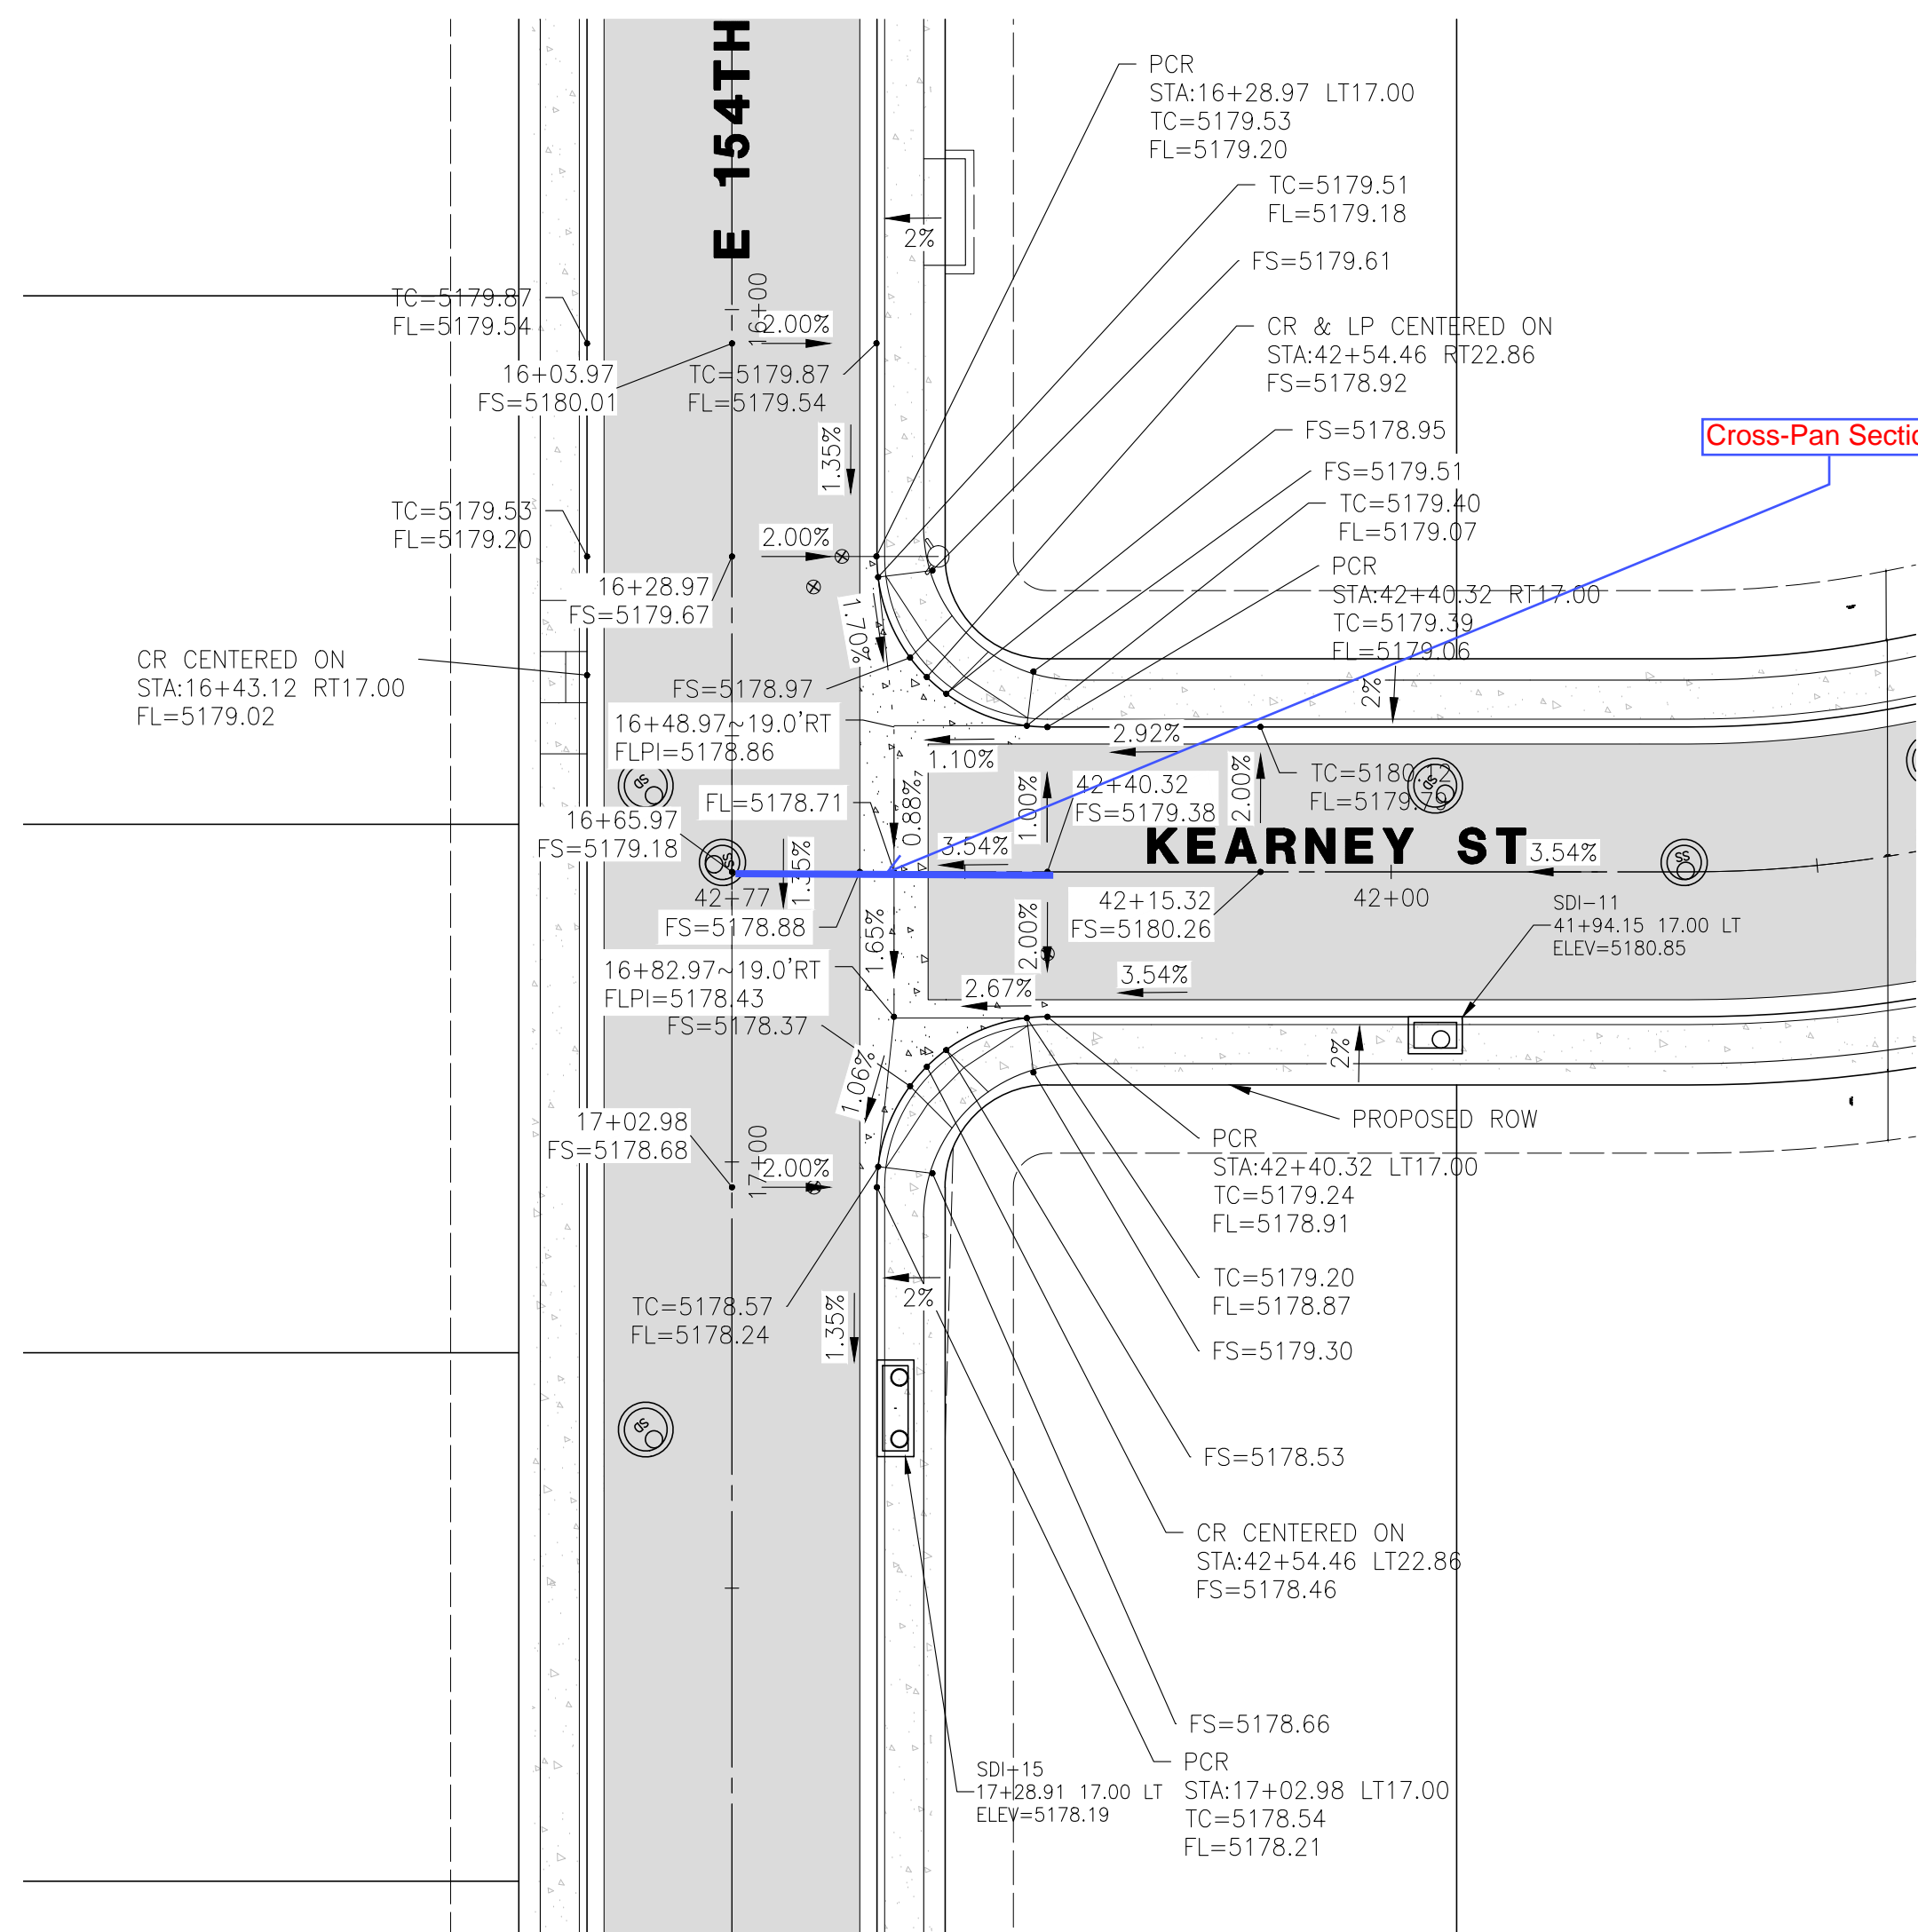 E 154TH
PCR
STA:16+28.97 LT17.00
TC=5179.53
FL=5179.20
TC=5179.51
FL=5179.18
2%
FS=5179.61
16+00
TC=5179.87
FL=5179.54
2.00%
CR & LP CENTERED ON
STA:42+54.46 RT22.86
FS=5178.92
16+03.97
FS=5180.01
TC=5179.87
FL=5179.54
1.35%
FS=5178.95
FS=5179.51
TC=5179.40
FL=5179.07
TC=5179.53
FL=5179.20
2.00%
PCR
STA:42+40.32 RT17.00
TC=5179.39
FL=5179.06
16+28.97
FS=5179.67
1.70%
CR CENTERED ON
STA:16+43.12 RT17.00
FL=5179.02
FS=5178.97
2%
16+48.97~19.0'RT
FLPI=5178.86
2.92%
1.10%
TC=5180.12
FL=5179.79
SD
SD
FL=5178.71
0.88%
1.00%
42+40.32
FS=5179.38
2.00%
16+65.97
FS=5179.18
SS
1.35%
3.54%
KEARNEY ST
3.54%
SS
42+77
FS=5178.88
1.65%
2.00%
42+15.32
FS=5180.26
42+00
SDI-11
41+94.15 17.00 LT
ELEV=5180.85
16+82.97~19.0'RT
FLPI=5178.43
2.67%
3.54%
FS=5178.37
1.06%
2%
PROPOSED ROW
17+02.98
FS=5178.68
17+00
2.00%
PCR
STA:42+40.32 LT17.00
TC=5179.24
FL=5178.91
TC=5178.57
FL=5178.24
1.35%
2%
TC=5179.20
FL=5178.87
FS=5179.30
SD
FS=5178.53
CR CENTERED ON
STA:42+54.46 LT22.86
FS=5178.46
FS=5178.66
SDI-15
17+28.91 17.00 LT
ELEV=5178.19
PCR
STA:17+02.98 LT17.00
TC=5178.54
FL=5178.21
Cross-Pan Sectio